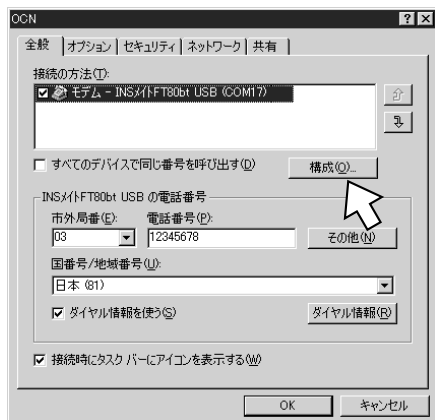 OCN
全般 オプション セキュリティ ネットワーク 共有
接続の方法(T):
モデム - INSメイトFT80bt USB (COM17)
すべてのデバイスで同じ番号を呼び出す(D) 構成(O)...
INSメイトFT80bt USB の電話番号
市外局番(E): 電話番号(P):
03 12345678 その他(N)
国番号/地域番号(U):
日本 (81)
ダイヤル情報を使う(S) ダイヤル情報(R)
接続時にタスク バーにアイコンを表示する(W)
OK キャンセル